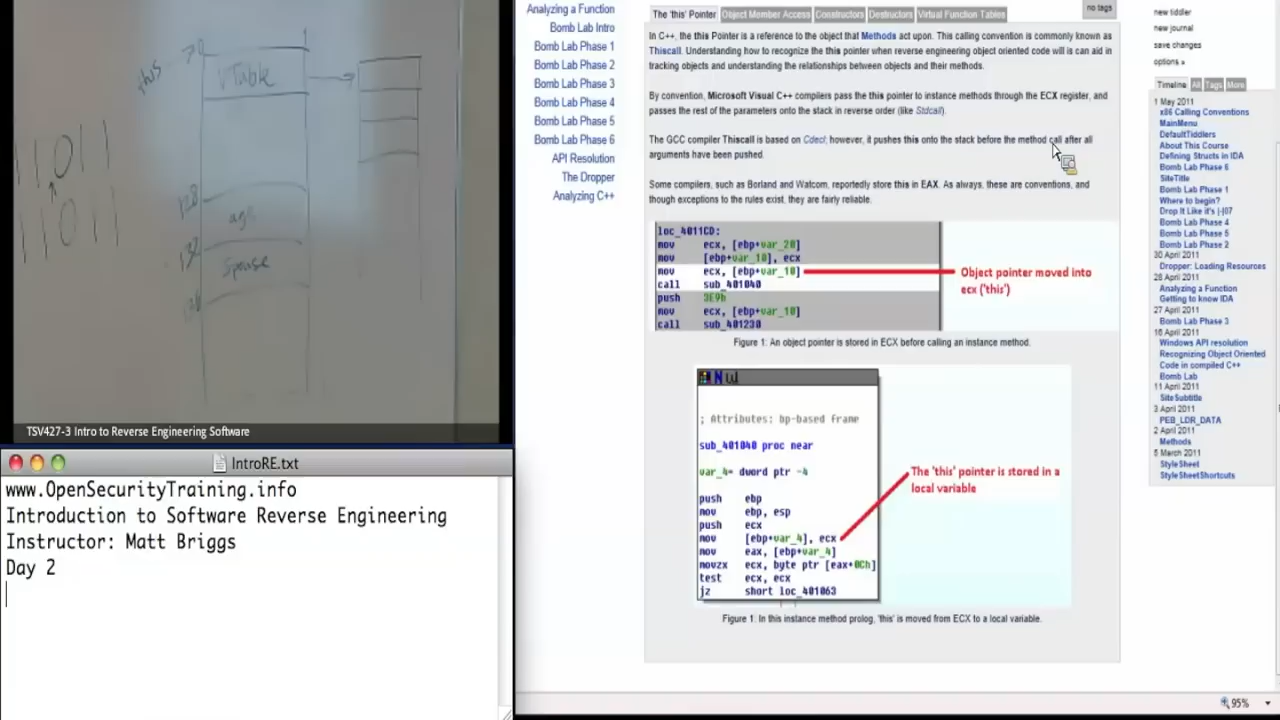 this
VTable
1011
11011
128
age
132
Spouse
TSV427-3 Intro to Reverse Engineering Software
IntroRE.txt
www.OpenSecurityTraining.info
Introduction to Software Reverse Engineering
Instructor: Matt Briggs
Day 2
Analyzing a Function
Bomb Lab Intro
Bomb Lab Phase 1
Bomb Lab Phase 2
Bomb Lab Phase 3
Bomb Lab Phase 4
Bomb Lab Phase 5
Bomb Lab Phase 6
API Resolution
The Dropper
Analyzing C++
The 'this' Pointer Object Member Access Constructors Destructors Virtual Function Tables
no tags
In C++, the this Pointer is a reference to the object that Methods act upon. This calling convention is commonly known as
Thiscall. Understanding how to recognize the this pointer when reverse engineering object oriented code will is can aid in
tracking objects and understanding the relationships between objects and their methods.
By convention, Microsoft Visual C++ compilers pass the this pointer to instance methods through the ECX register, and
passes the rest of the parameters onto the stack in reverse order (like Stdcall).
The GCC compiler Thiscall is based on Cdecl; however, it pushes this onto the stack before the method call after all
arguments have been pushed.
Some compilers, such as Borland and Watcom, reportedly store this in EAX. As always, these are conventions, and
though exceptions to the rules exist, they are fairly reliable.
loc_4011CD:
mov ecx, [ebp+var_20]
mov [ebp+var_10], ecx
mov ecx, [ebp+var_10]
call sub_401040
push 3E9h
mov ecx, [ebp+var_10]
call sub_401230
Object pointer moved into
ecx ('this')
Figure 1: An object pointer is stored in ECX before calling an instance method.
; Attributes: bp-based frame
sub_401040 proc near
var_4= dword ptr -4
push ebp
mov ebp, esp
push ecx
mov [ebp+var_4], ecx
mov eax, [ebp+var_4]
movzx ecx, byte ptr [eax+0Ch]
test ecx, ecx
jz short loc_401063
The 'this' pointer is stored in a
local variable
Figure 1: In this instance method prolog, 'this' is moved from ECX to a local variable.
new tiddler
new journal
save changes
options »
Timeline All Tags More
1 May 2011
x86 Calling Conventions
MainMenu
DefaultTiddlers
About This Course
Defining Structs in IDA
Bomb Lab Phase 6
SiteTitle
Bomb Lab Phase 1
Where to begin?
Drop It Like it's [-]07
Bomb Lab Phase 4
Bomb Lab Phase 5
Bomb Lab Phase 2
30 April 2011
Dropper: Loading Resources
28 April 2011
Analyzing a Function
Getting to know IDA
27 April 2011
Bomb Lab Phase 3
16 April 2011
Windows API resolution
Recognizing Object Oriented
Code in compiled C++
Bomb Lab
11 April 2011
SiteSubtitle
3 April 2011
PEB_LDR_DATA
2 April 2011
Methods
5 March 2011
StyleSheet
StyleSheetShortcuts
95%